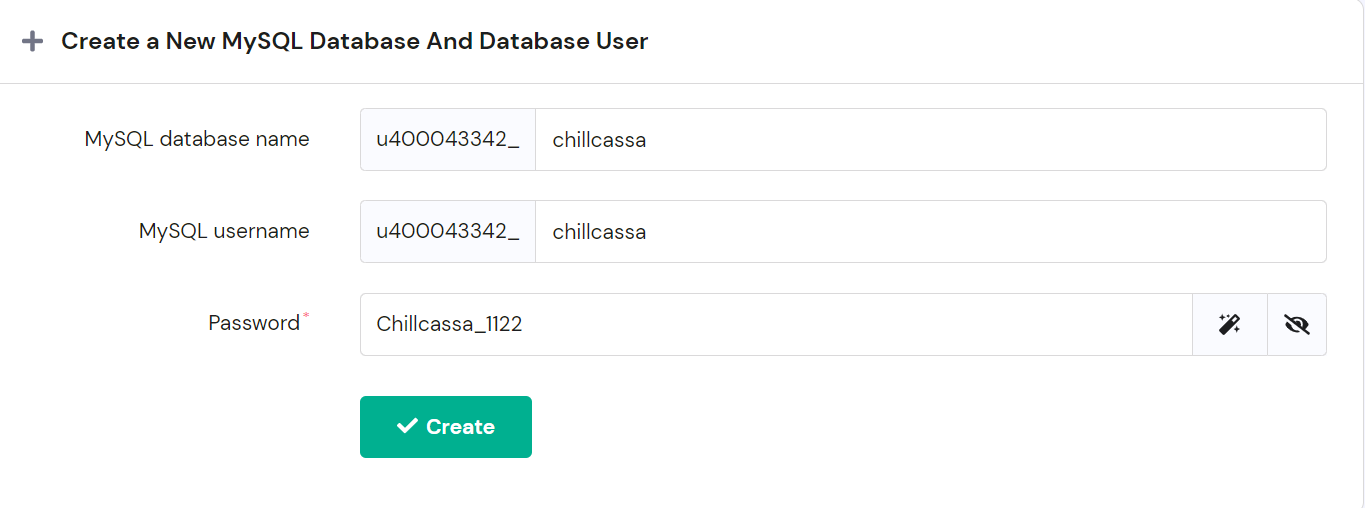 Create a New MySQL Database And Database User
MySQL database name u400043342_ chillcassa
MySQL username u400043342_ chillcassa
Password* Chillcassa_1122
Create